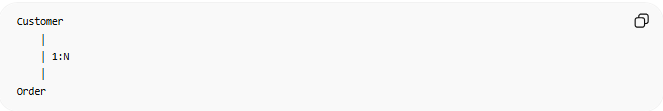 Customer
|
| 1:N
|
Order